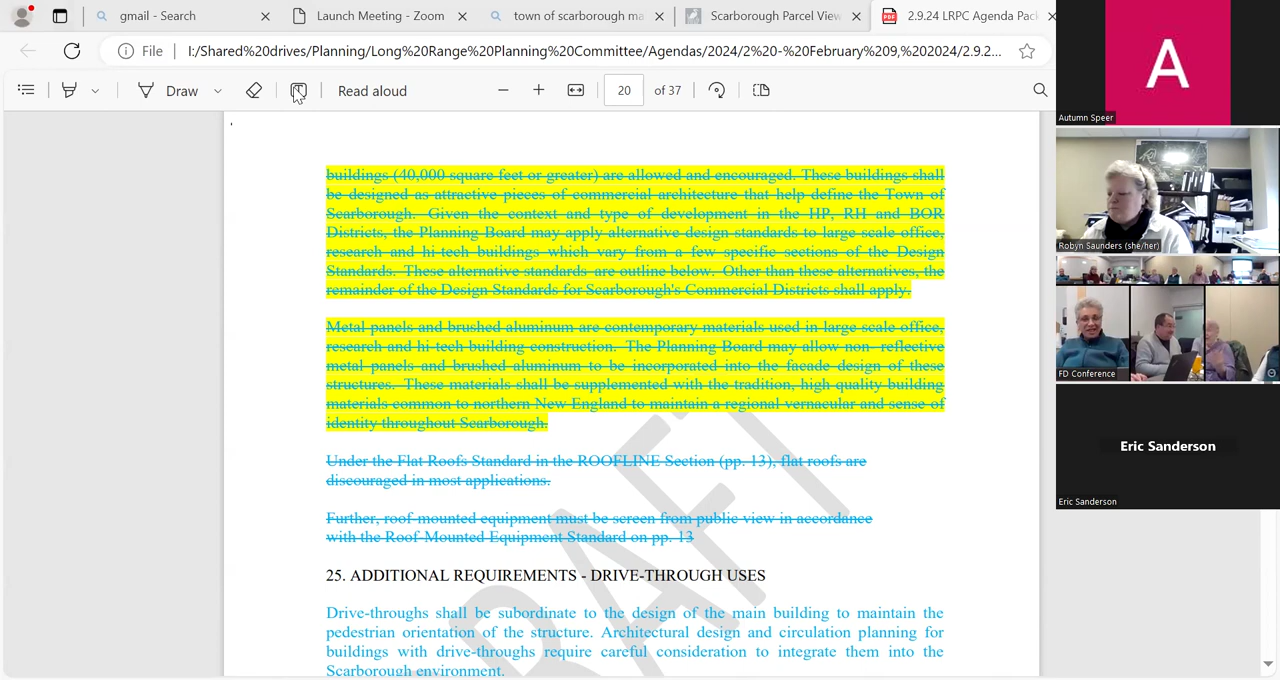 gmail - Search
Launch Meeting - Zoom
town of scarborough ma
Scarborough Parcel View
2.9.24 LRPC Agenda Pack
File
I:/Shared%20drives/Planning/Long%20Range%20Planning%20Committee/Agendas/2024/2%20-%20February%209,%202024/2.9.2...
Draw
Read aloud
20 of 37
buildings (40,000 square feet or greater) are allowed and encouraged. These buildings shall
be designed as attractive pieces of commercial architecture that help define the Town of
Scarborough. Given the context and type of development in the HP, RH and BOR
Districts, the Planning Board may apply alternative design standards to large scale office,
research and hi-tech buildings which vary from a few specific sections of the Design
Standards. These alternative standards are outline below. Other than these alternatives, the
remainder of the Design Standards for Scarborough's Commercial Districts shall apply.
Metal panels and brushed aluminum are contemporary materials used in large scale office,
research and hi-tech building construction. The Planning Board may allow non- reflective
metal panels and brushed aluminum to be incorporated into the facade design of these
structures. These materials shall be supplemented with the tradition, high quality building
materials common to northern New England to maintain a regional vernacular and sense of
identity throughout Scarborough.
Under the Flat Roofs Standard in the ROOFLINE Section (pp. 13), flat roofs are
discouraged in most applications.
Further, roof-mounted equipment must be screen from public view in accordance
with the Roof-Mounted Equipment Standard on pp. 13
25. ADDITIONAL REQUIREMENTS - DRIVE-THROUGH USES
Drive-throughs shall be subordinate to the design of the main building to maintain the
pedestrian orientation of the structure. Architectural design and circulation planning for
buildings with drive-throughs require careful consideration to integrate them into the
Scarborough environment.
DRAFT
A
Autumn Speer
Robyn Saunders (she/her)
FD Conference
Eric Sanderson
Eric Sanderson